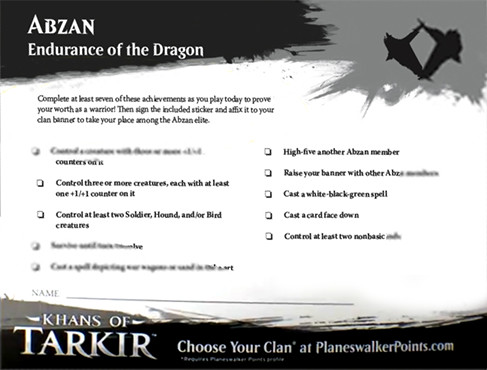 ABZAN
Endurance of the Dragon
Complete at least seven of these achievements as you play today to prove
your worth as a warrior! Then sign the included sticker and affix it to your
clan banner to take your place among the Abzan elite.
Control a creature with three or more +1/+1
counters on it
Control three or more creatures, each with at least
one +1/+1 counter on it
Control at least two Soldier, Hound, and/or Bird
creatures
Survive until turn
Cast a spell depicting war wagons or sand in the art
High-five another Abzan member
Raise your banner with other Abzan members
Cast a white-black-green spell
Cast a card face down
Control at least two nonbasic
NAME
KHANS OF
TARKIR™
Choose Your Clan* at PlaneswalkerPoints.com
*Requires Planeswalker Points profile